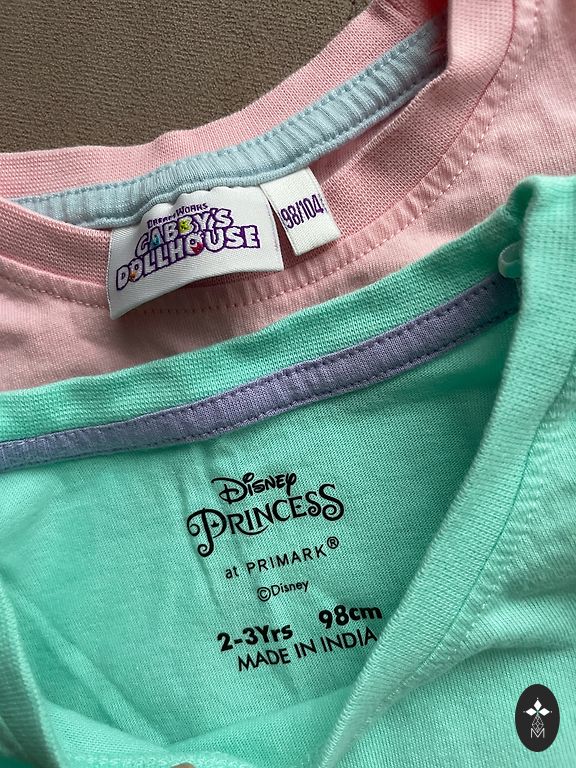 DREAMWORKS
GABBY'S
DOLLHOUSE
98/104
Disney
PRINCESS
at PRIMARK®
©Disney
2-3Yrs 98cm
MADE IN INDIA
M